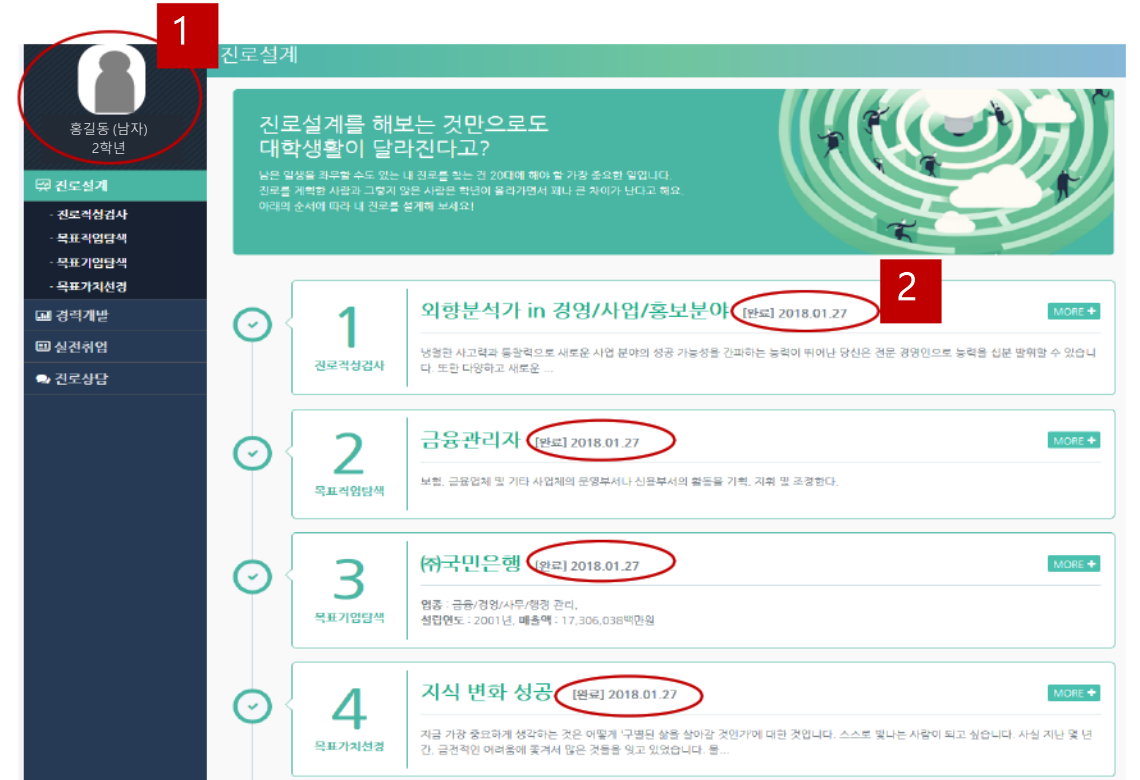 1
진로설계
홍길동 (남자)
2학년
진로설계
- 진로적성검사
- 목표직업탐색
- 목표기업탐색
- 목표가치선정
경력개발
실전취업
진로상담
진로설계를 해보는 것만으로도
대학생활이 달라진다고?
남은 일생을 좌우할 수도 있는 내 진로를 찾는 건 20대에 해야 할 가장 중요한 일입니다.
진로를 계획한 사람과 그렇지 않은 사람은 학년이 올라가면서 꽤나 큰 차이가 난다고 해요.
아래의 순서에 따라 내 진로를 설계해 보세요!
2
1
진로적성검사
외향분석가 in 경영/사업/홍보분야 [완료] 2018.01.27
MORE +
냉철한 사고력과 통찰력으로 새로운 사업 분야의 성공 가능성을 간파하는 능력이 뛰어난 당신은 전문 경영인으로 능력을 십분 발휘할 수 있습니
다. 또한 다양하고 새로운 ...
2
목표직업탐색
금융관리자 [완료] 2018.01.27
MORE +
보험, 금융업체 및 기타 사업체의 운영부서나 신용부서의 활동을 기획, 지휘 및 조정한다.
3
목표기업탐색
㈜국민은행 [완료] 2018.01.27
MORE +
업종 : 금융/경영/사무/행정 관리,
설립연도 : 2001년, 매출액 : 17,306,038백만원
4
목표가치선정
지식 변화 성공 [완료] 2018.01.27
MORE +
지금 가장 중요하게 생각하는 것은 어떻게 '구별된 삶을 살아갈 것인가'에 대한 것입니다. 스스로 빛나는 사람이 되고 싶습니다. 사실 지난 몇 년
간, 금전적인 어려움에 쫓겨서 많은 것들을 잊고 있었습니다. 물...